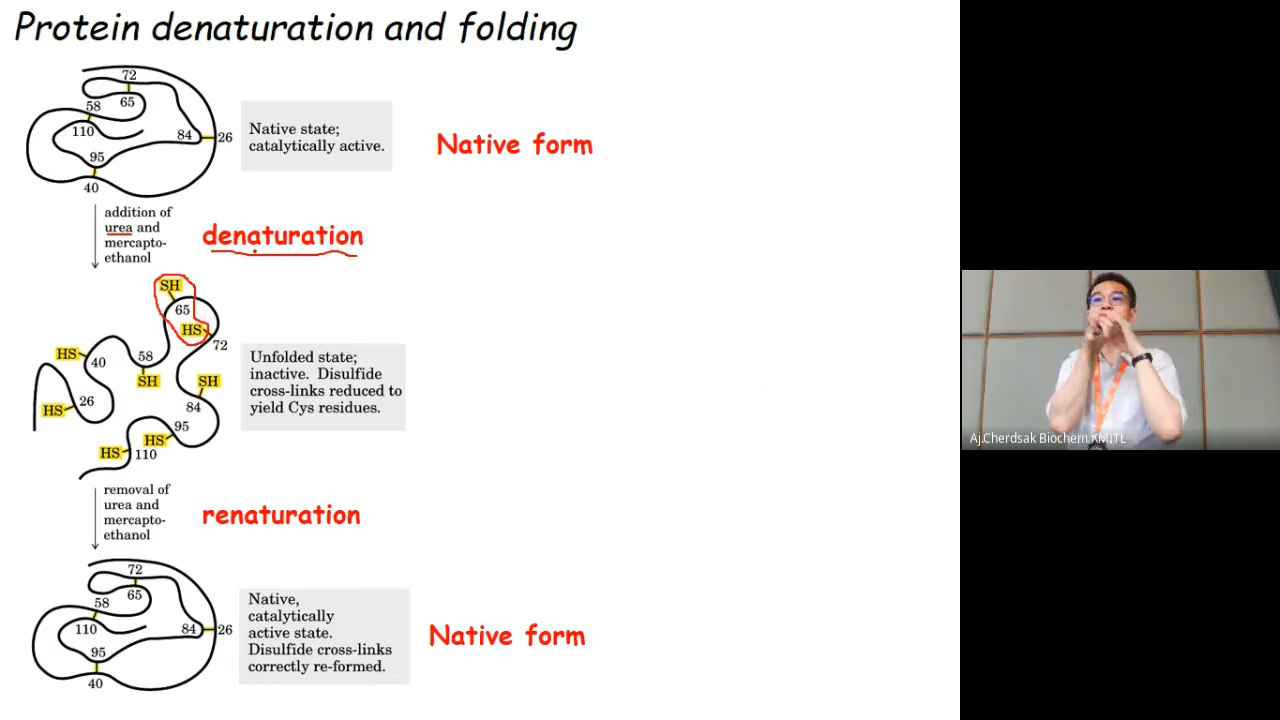 Protein denaturation and folding
72
65
58
110
84
26
95
40
Native state;
catalytically active.
Native form
addition of
urea and
mercapto-
ethanol
denaturation
SH
65
HS
72
HS
40
58
SH
SH
84
HS
26
95
HS
HS
110
Unfolded state;
inactive. Disulfide
cross-links reduced to
yield Cys residues.
removal of
urea and
mercapto-
ethanol
renaturation
72
65
58
110
84
26
95
40
Native,
catalytically
active state.
Disulfide cross-links
correctly re-formed.
Native form
Aj.Cherdsak Biochem KMITL